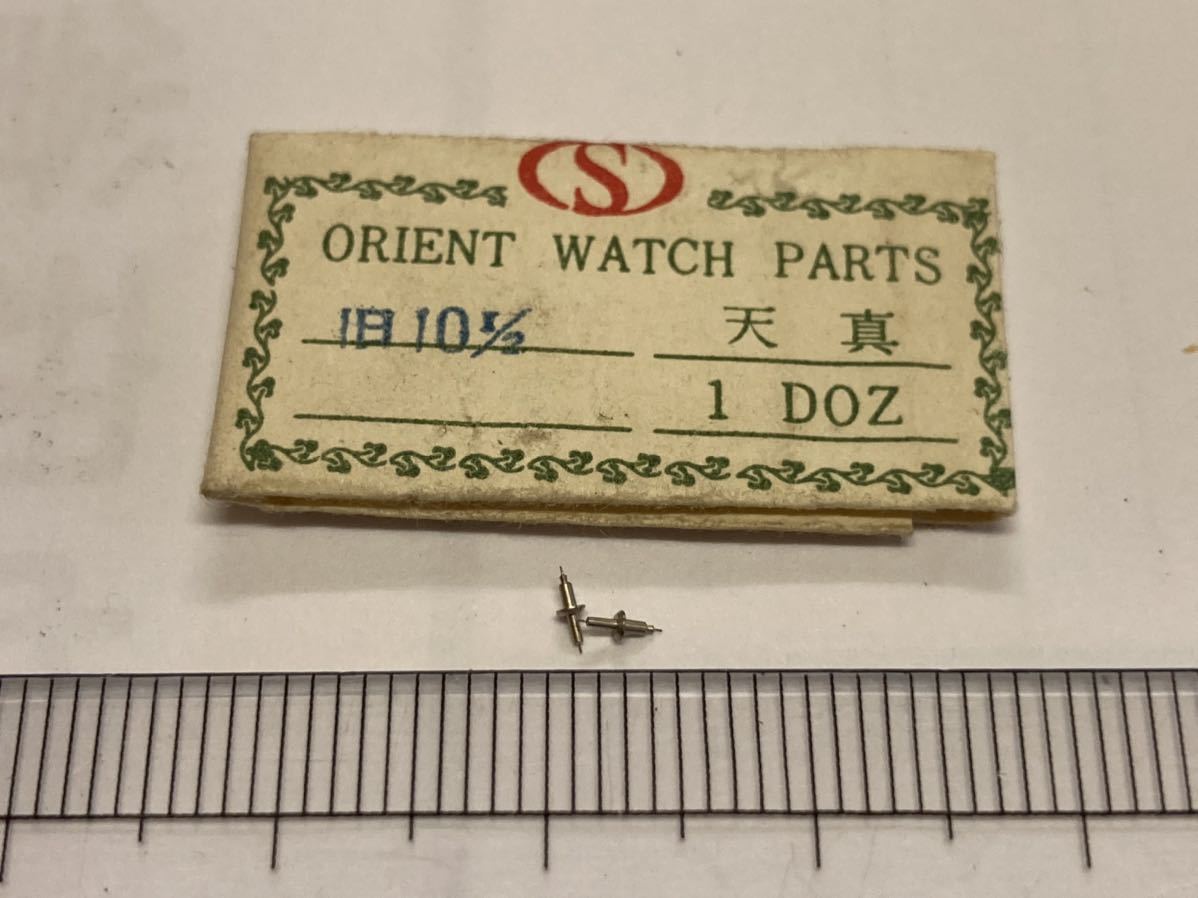 S
ORIENT WATCH PARTS
旧10½ 天真
1 DOZ